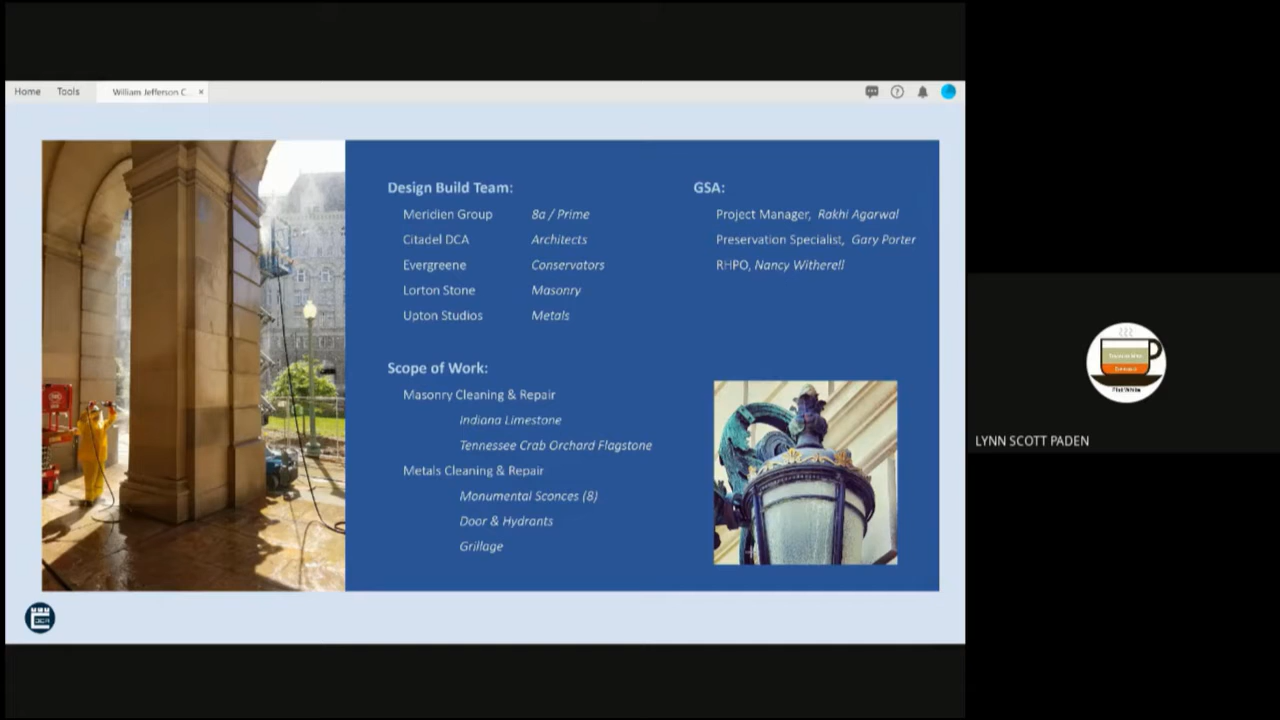 Home Tools William Jefferson C...
Design Build Team:
Meridien Group 8a / Prime
Citadel DCA Architects
Evergreene Conservators
Lorton Stone Masonry
Upton Studios Metals
GSA:
Project Manager, Rakhi Agarwal
Preservation Specialist, Gary Porter
RHPO, Nancy Witherell
Scope of Work:
Masonry Cleaning & Repair
Indiana Limestone
Tennessee Crab Orchard Flagstone
Metals Cleaning & Repair
Monumental Sconces (8)
Door & Hydrants
Grillage
DCA
Flat White
LYNN SCOTT PADEN